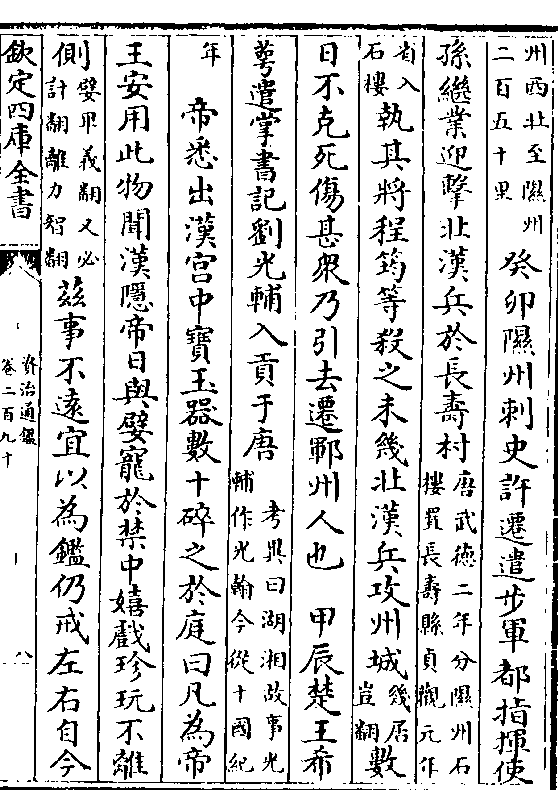 州西北至隰州
二百五十里
癸卯隰州刺史許遷遣步軍都指揮使
孫繼業迎擊北漢兵於長壽村
唐武德二年分隰州石
樓置長壽縣貞觀元年
省入
石樓
執其將程筠等殺之未幾北漢兵攻州城
幾居
豈翻
數
日不克死傷甚衆乃引去遷鄆州人也　甲辰楚王希
蕚遣掌書記劉光輔入貢于唐
考異曰湖湘故事光
輔作光翰今從十國紀
年
帝悉出漢宫中寶玉器數十碎之於庭曰凡為帝
王安用此物聞漢隱帝日與嬖寵於禁中嬉戲珍玩不離
側
嬖卑義翻又必
計翻離力智翻
兹事不遠宜以為鑑仍戒左右自今
欽定四庫全書
資治通鑑
卷二百九十
八